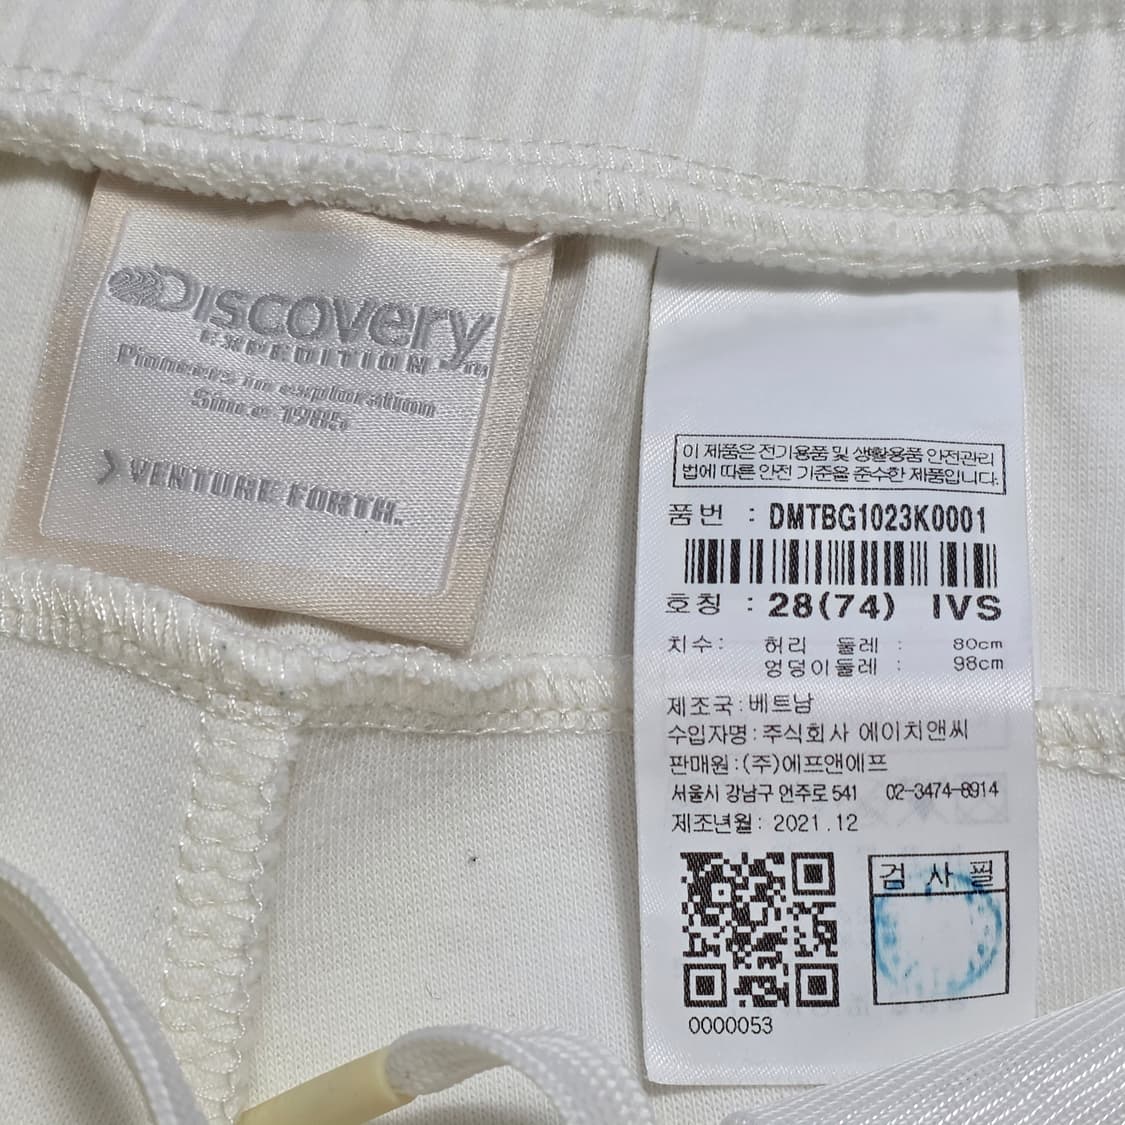 Discovery
EXPEDITION™
Pioneers in exploration
Since 1985
VENTURE FORTH.
이 제품은 전기용품 및 생활용품 안전관리
법에 따른 안전 기준을 준수한 제품입니다.
품번 : DMTBG1023K0001
호칭 : 28(74) IVS
치수: 허리 둘레 : 80cm
엉덩이둘레 : 98cm
제조국:베트남
수입자명:주식회사 에이치앤씨
판매원:(주)에프앤에프
서울시 강남구 언주로 541 02-3474-8914
제조년월: 2021.12
검사필
0000053